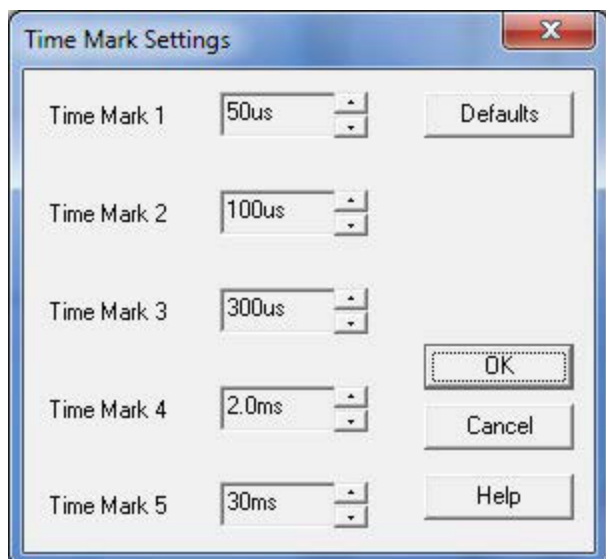 Time Mark Settings
Time Mark 1
50us
Defaults
Time Mark 2
100us
Time Mark 3
300us
OK
Time Mark 4
2.0ms
Cancel
Time Mark 5
30ms
Help